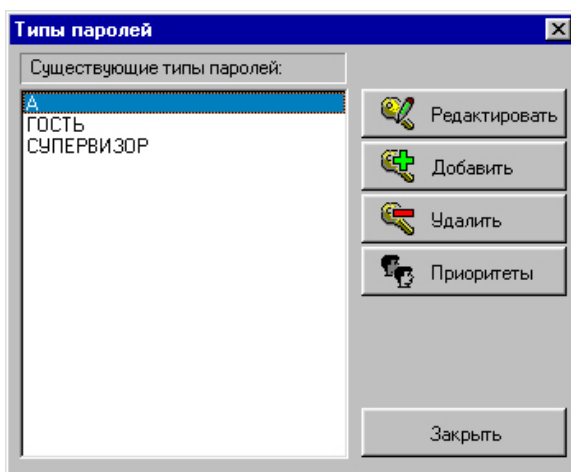 Типы паролей
Существующие типы паролей:
А
ГОСТЬ
СУПЕРВИЗОР
Редактировать
Добавить
Удалить
Приоритеты
Закрыть